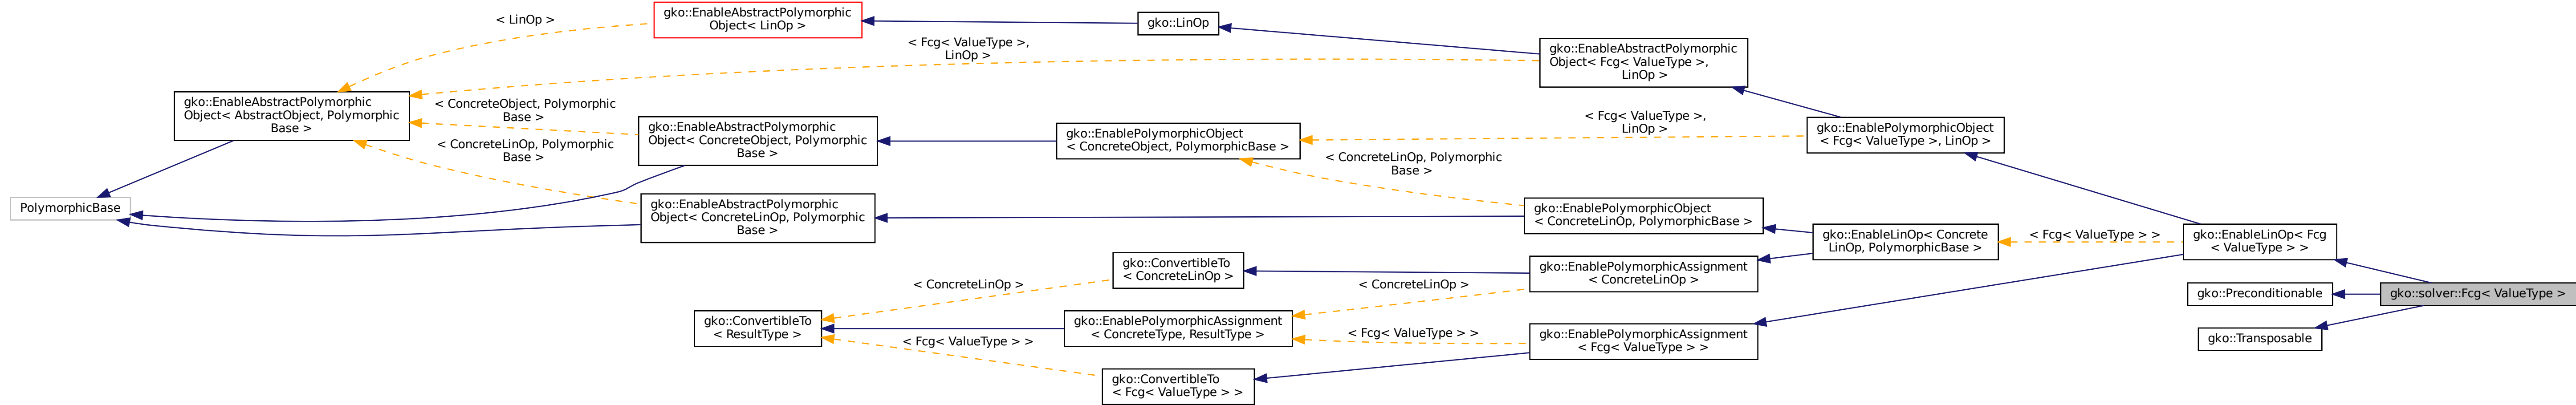 PolymorphicBase
gko::EnableAbstractPolymorphic
Object< AbstractObject, Polymorphic
Base >
< LinOp >
< Fcg< ValueType >,
LinOp >
< ConcreteObject, Polymorphic
Base >
< ConcreteLinOp, Polymorphic
Base >
gko::EnableAbstractPolymorphic
Object< LinOp >
gko::EnableAbstractPolymorphic
Object< ConcreteObject, Polymorphic
Base >
gko::EnableAbstractPolymorphic
Object< ConcreteLinOp, Polymorphic
Base >
gko::ConvertibleTo
< ResultType >
< ConcreteLinOp >
< Fcg< ValueType > >
gko::LinOp
gko::EnablePolymorphicObject
< ConcreteObject, PolymorphicBase >
gko::ConvertibleTo
< ConcreteLinOp >
gko::EnablePolymorphicAssignment
< ConcreteType, ResultType >
gko::ConvertibleTo
< Fcg< ValueType > >
< Fcg< ValueType >,
LinOp >
< ConcreteLinOp, Polymorphic
Base >
< ConcreteLinOp >
< Fcg< ValueType > >
gko::EnableAbstractPolymorphic
Object< Fcg< ValueType >,
LinOp >
gko::EnablePolymorphicObject
< ConcreteLinOp, PolymorphicBase >
gko::EnablePolymorphicAssignment
< ConcreteLinOp >
gko::EnablePolymorphicAssignment
< Fcg< ValueType > >
gko::EnablePolymorphicObject
< Fcg< ValueType >, LinOp >
gko::EnableLinOp< Concrete
LinOp, PolymorphicBase >
< Fcg< ValueType > >
gko::EnableLinOp< Fcg
< ValueType > >
gko::Preconditionable
gko::Transposable
gko::solver::Fcg< ValueType >